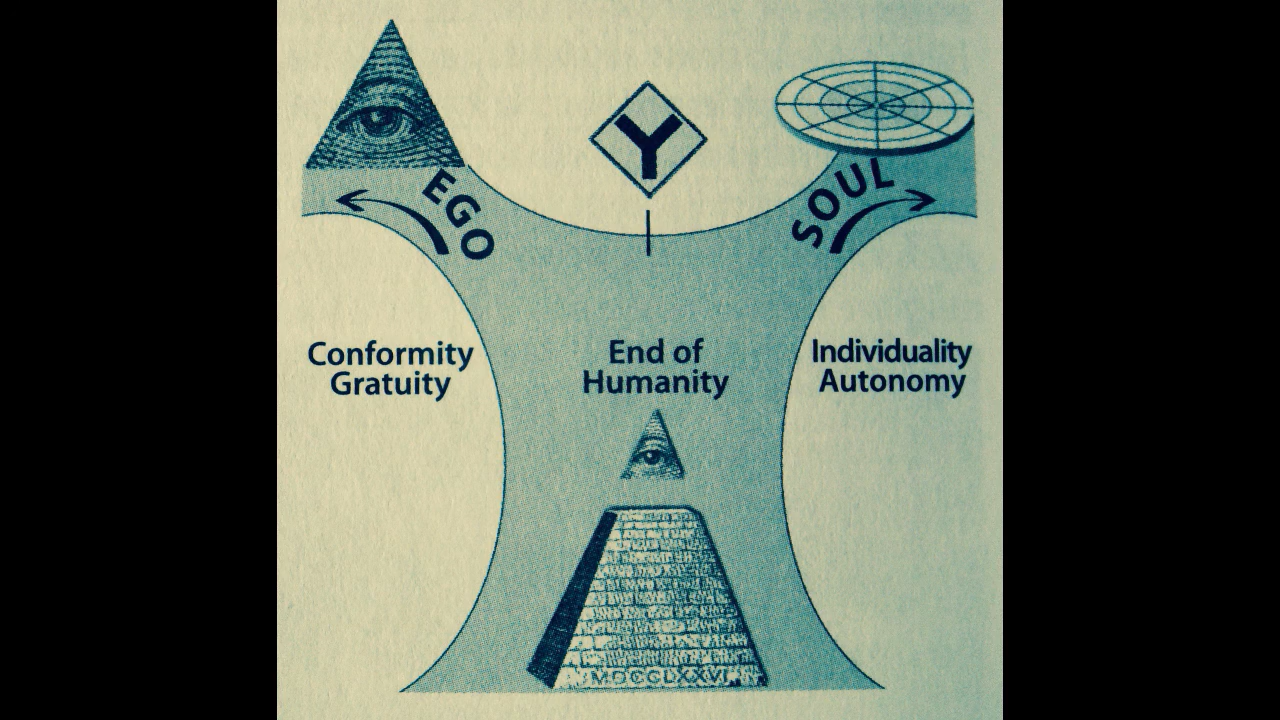 EGO
SOUL
Conformity
Gratuity
End of
Humanity
Individuality
Autonomy
MDCCLXXVI